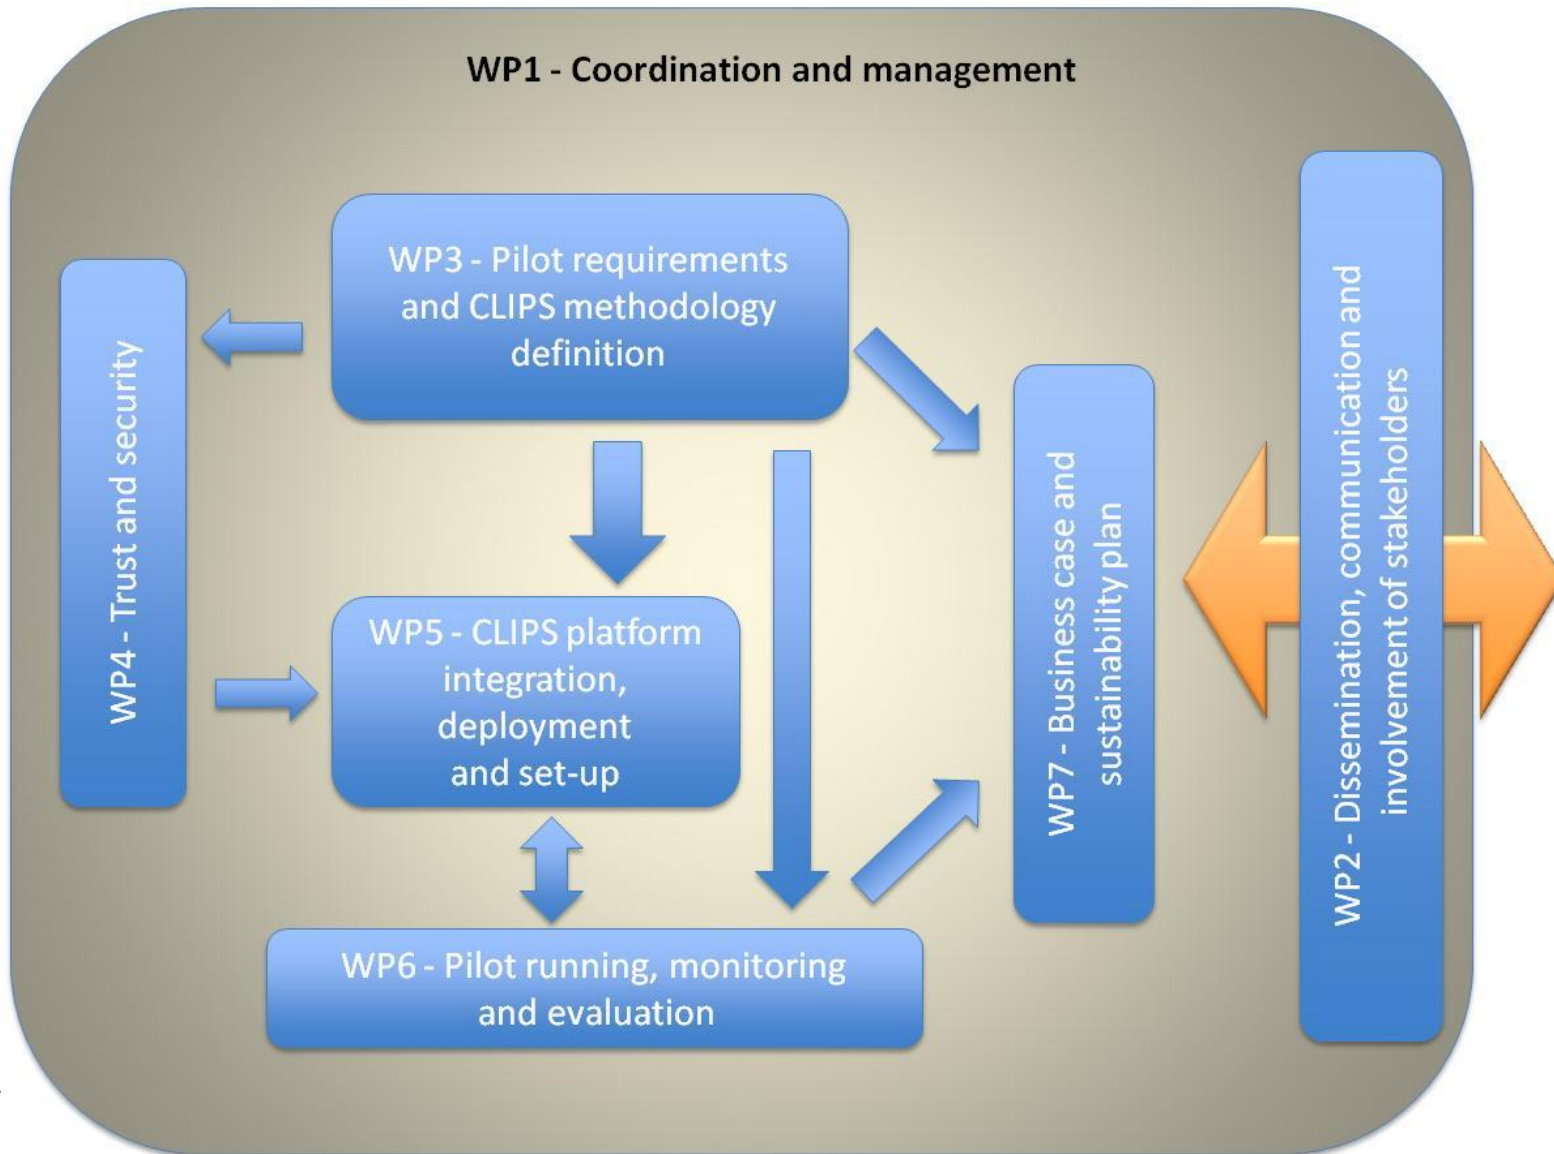 WP1 - Coordination and management
WP3 - Pilot requirements
and CLIPS methodology
definition
WP4 - Trust and security
WP5 - CLIPS platform
integration,
deployment
and set-up
WP6 - Pilot running, monitoring
and evaluation
WP7 - Business case and
sustainability plan
WP2 - Dissemination, communication and
involvement of stakeholders